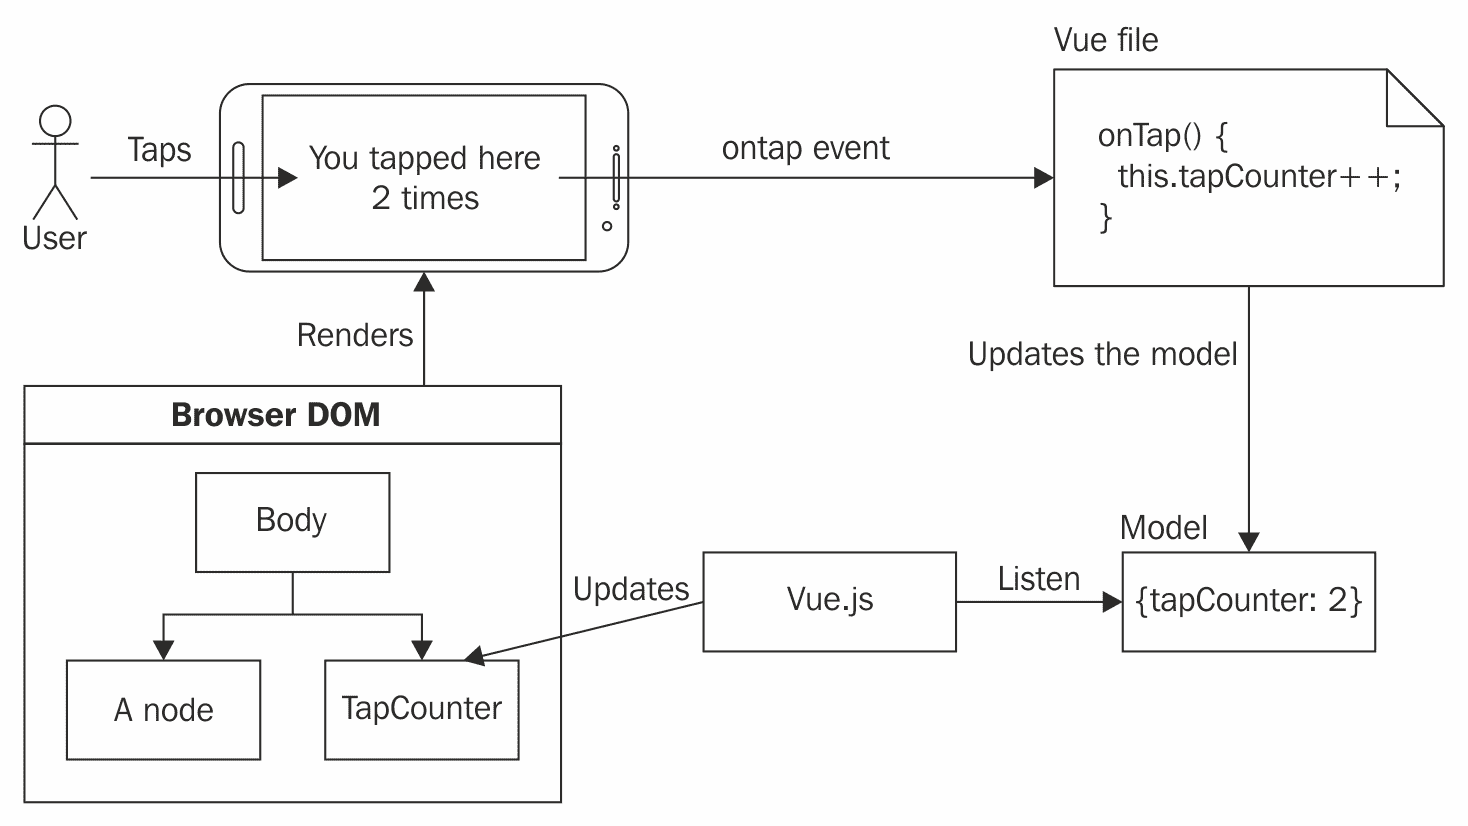 Vue file
Taps
You tapped here
2 times
ontap event
onTap() {
this.tapCounter++;
}
User
Renders
Updates the model
Browser DOM
Body
Model
Updates
Vue.js
Listen
{tapCounter: 2}
A node
TapCounter